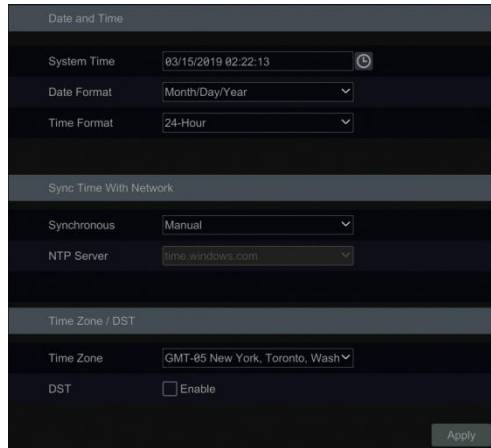 Date and Time
System Time 03/15/2019 02:22:13
Date Format Month/Day/Year
Time Format 24-Hour
Sync Time With Network
Synchronous Manual
NTP Server time.windows.com
Time Zone / DST
Time Zone GMT-05 New York, Toronto, Wash
DST Enable
Apply